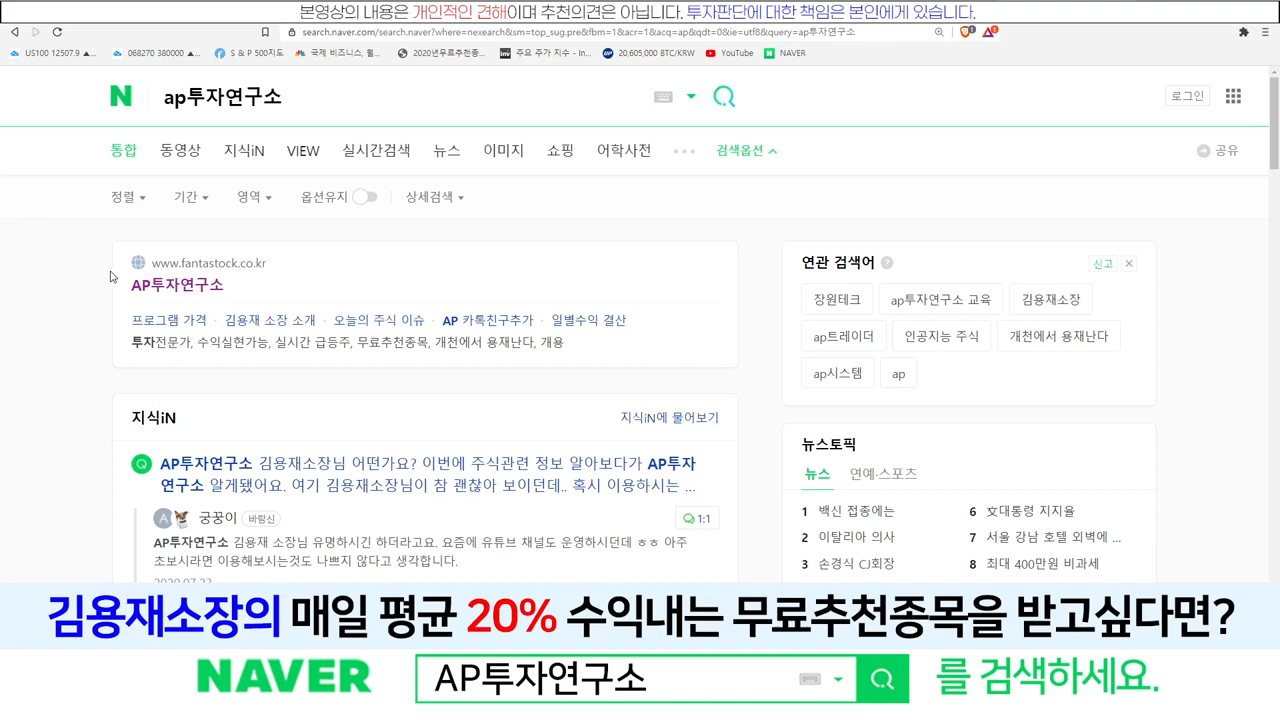 본영상의 내용은 개인적인 견해이며 추천의견은 아닙니다. 투자판단에 대한 책임은 본인에게 있습니다.
search.naver.com/search.naver?where=nexearch&sm=top_sug.pre&fbm=1&acr=1&acq=ap&qdt=0&ie=utf8&query=ap투자연구소
US100 12507.9 ▲... 068270 380000 ▲... S & P 500지도 국제 비즈니스, 월... 2020년무료추천종... 주요 주가 지수 - In... 20,605,000 BTC/KRW YouTube NAVER
N ap투자연구소 로그인
통합 동영상 지식iN VIEW 실시간검색 뉴스 이미지 쇼핑 어학사전 검색옵션 공유
정렬 기간 영역 옵션유지 상세검색
www.fantastock.co.kr
AP투자연구소
프로그램 가격 · 김용재 소장 소개 · 오늘의 주식 이슈 · AP 카톡친구추가 · 일별수익 결산
투자전문가, 수익실현가능, 실시간 급등주, 무료추천종목, 개천에서 용재난다, 개용
연관 검색어 ? 신고 ×
장원테크 ap투자연구소 교육 김용재소장
ap트레이더 인공지능 주식 개천에서 용재난다
ap시스템 ap
지식iN 지식iN에 물어보기
Q AP투자연구소 김용재소장님 어떤가요? 이번에 주식관련 정보 알아보다가 AP투자
연구소 알게됐어요. 여기 김용재소장님이 참 괜찮아 보이던데.. 혹시 이용하시는 ...
A 궁꿍이 바람신 1:1
AP투자연구소 김용재 소장님 유명하시긴 하더라고요. 요즘에 유튜브 채널도 운영하시던데 ㅎㅎ 아주
초보시라면 이용해보시는것도 나쁘지 않다고 생각합니다.
뉴스토픽
뉴스 연예·스포츠
1 백신 접종에는 6 文대통령 지지율
2 이탈리아 의사 7 서울 강남 호텔 외벽에 ...
3 손경식 CJ회장 8 최대 400만원 비과세
김용재소장의 매일 평균 20% 수익내는 무료추천종목을 받고싶다면?
NAVER AP투자연구소 를 검색하세요.